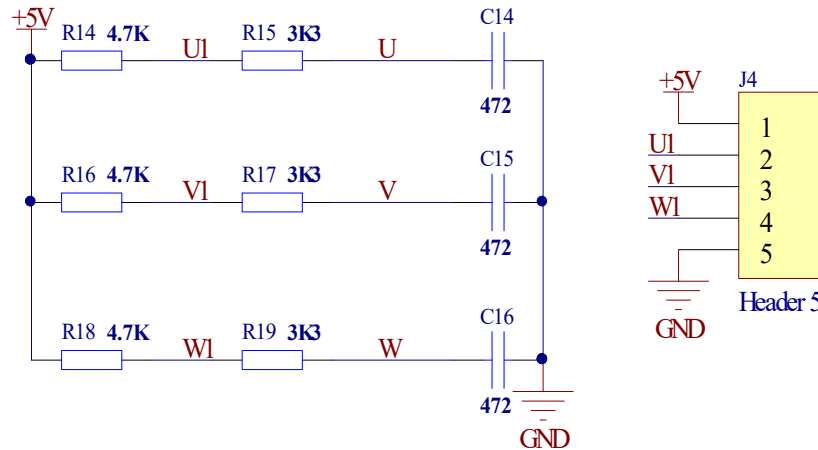 +5V
R14 4.7K
U1
R15 3K3
U
C14
472
R16 4.7K
V1
R17 3K3
V
C15
472
R18 4.7K
W1
R19 3K3
W
C16
472
GND
+5V
J4
1
U1
2
V1
3
W1
4
5
Header 5
GND